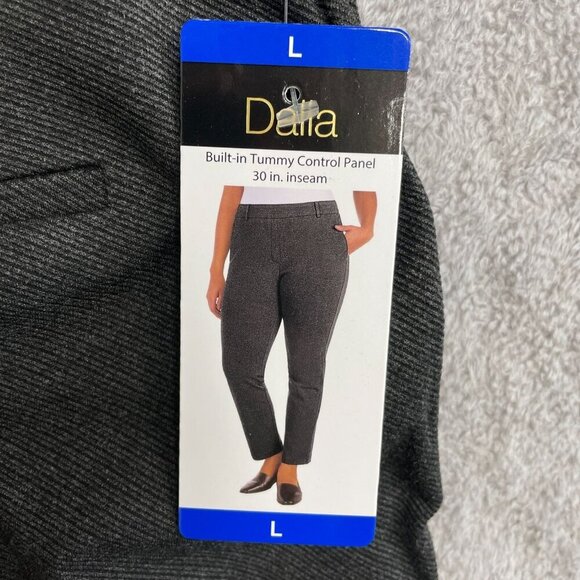 L
Dalia
Built-in Tummy Control Panel
30 in. inseam
L